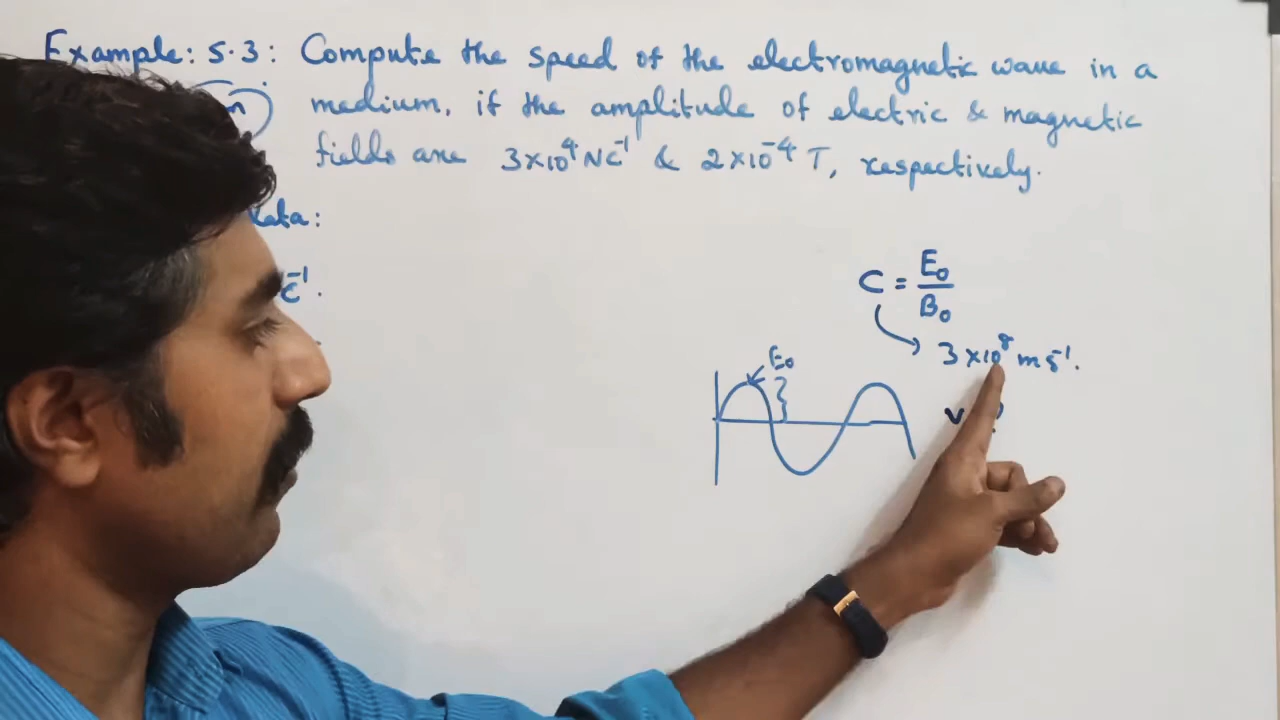 Example: 5.3: Compute the speed of the electromagnetic wave in a
medium, if the amplitude of electric & magnetic
fields are 3×10⁴ NC⁻¹ & 2×10⁻⁴ T, respectively.
C⁻¹.
C = E₀/B₀
3×10⁸ m s⁻¹.
E₀